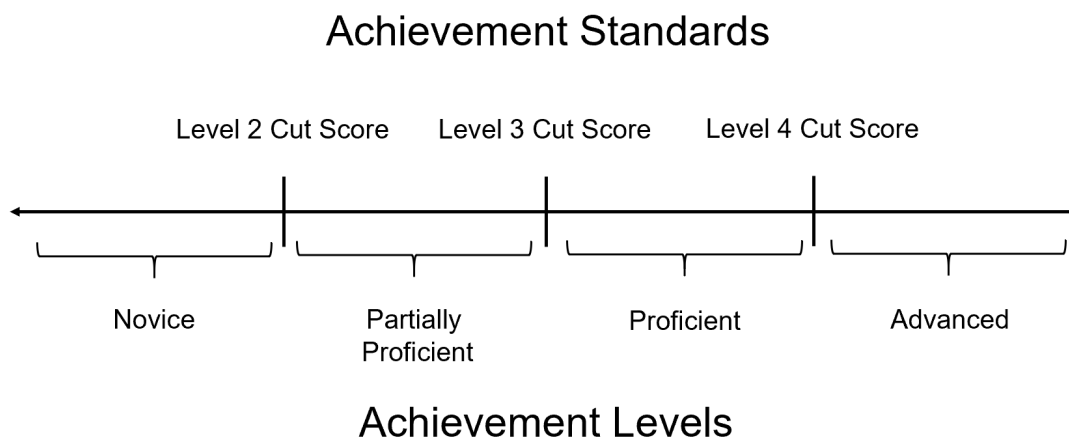 Achievement Standards
Level 2 Cut Score
Level 3 Cut Score
Level 4 Cut Score
Novice
Partially
Proficient
Proficient
Advanced
Achievement Levels